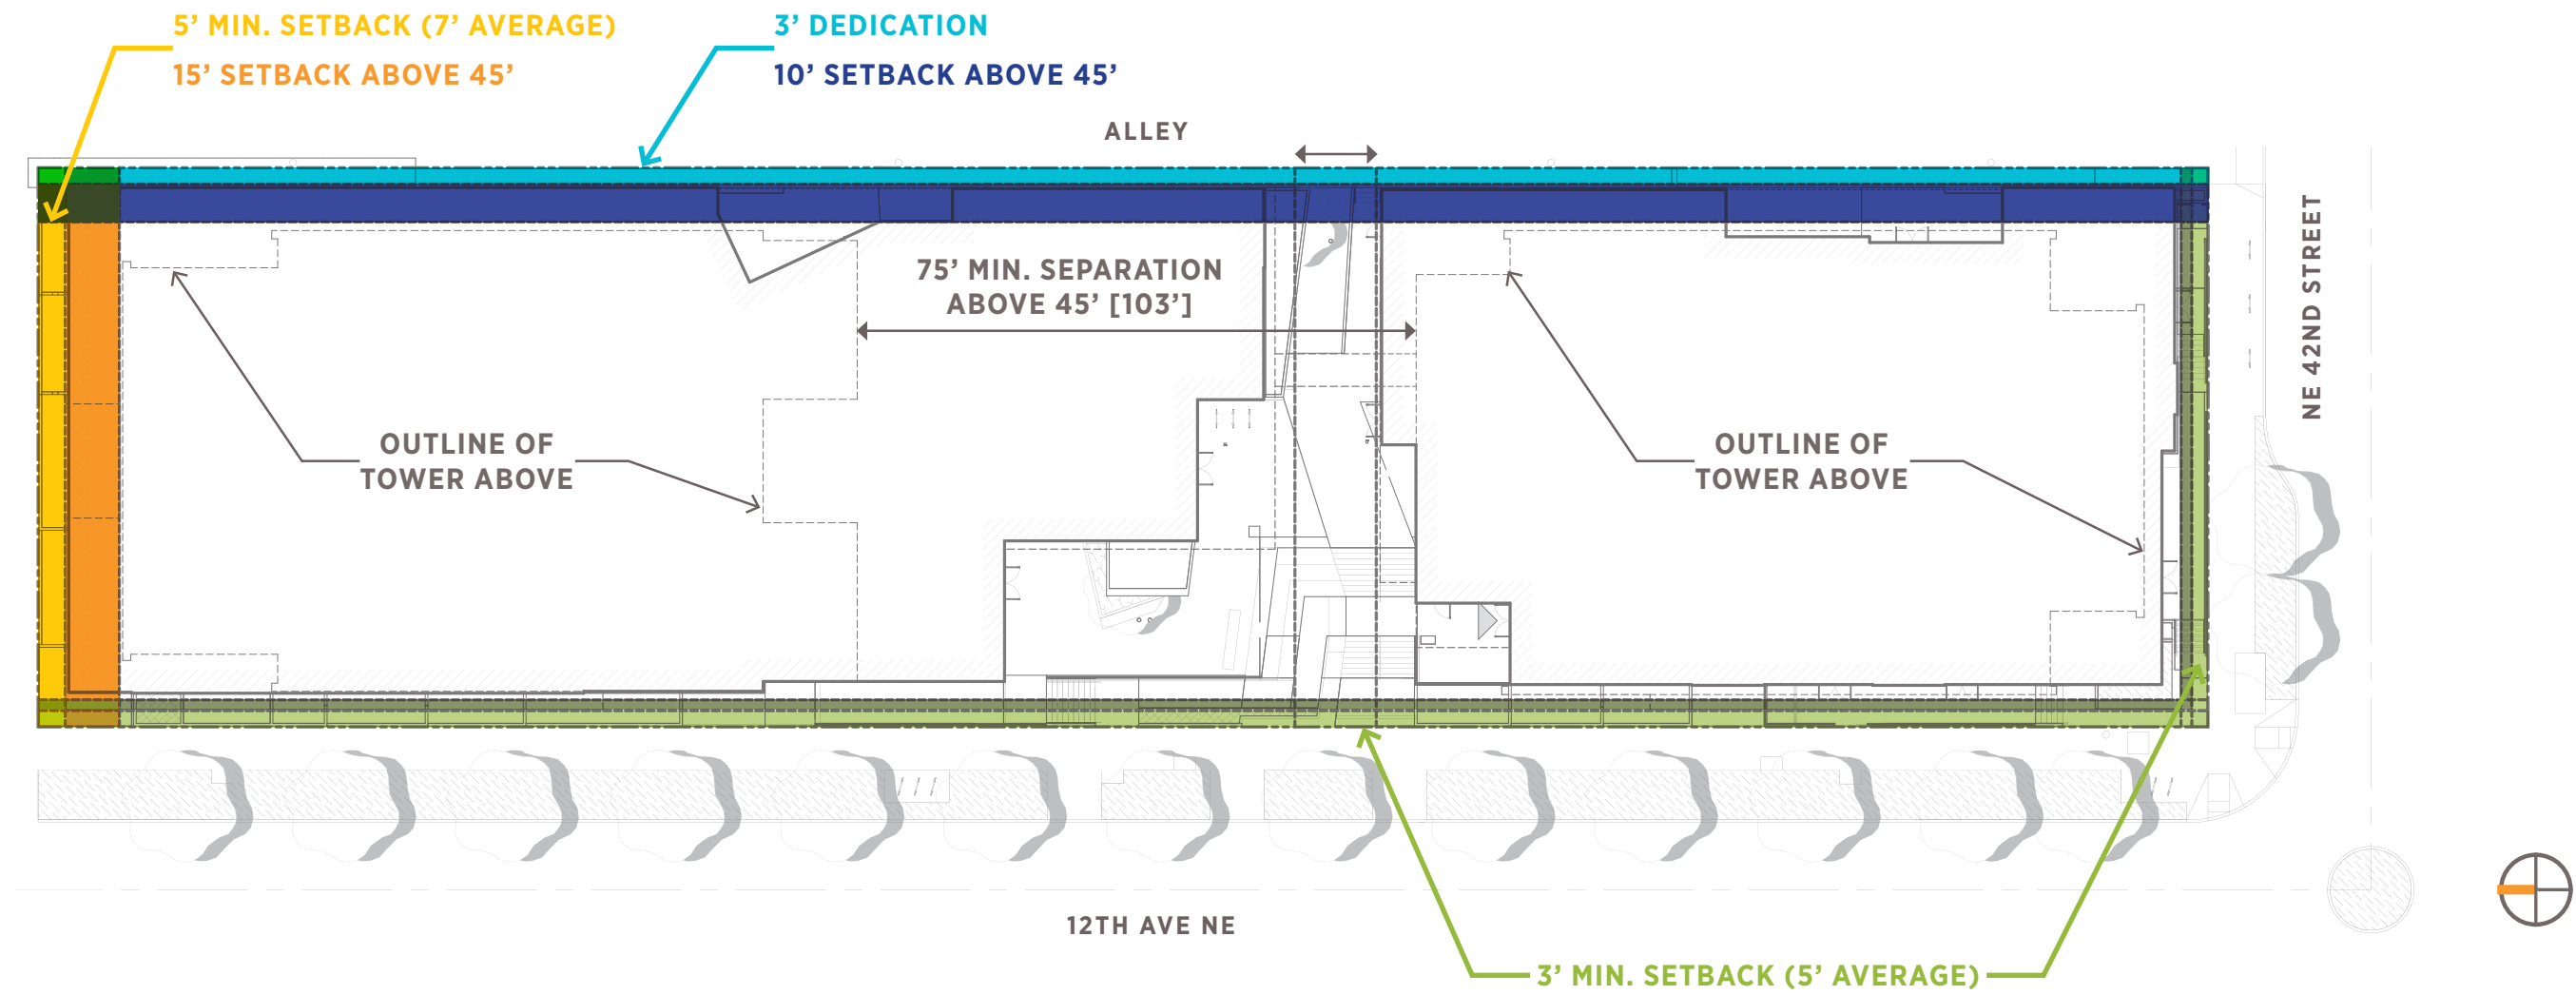 5’ MIN. SETBACK (7’ AVERAGE)
15’ SETBACK ABOVE 45’
3’ DEDICATION
10’ SETBACK ABOVE 45’
ALLEY
75’ MIN. SEPARATION
ABOVE 45’ [103’]
OUTLINE OF
TOWER ABOVE
OUTLINE OF
TOWER ABOVE
NE 42ND STREET
12TH AVE NE
3’ MIN. SETBACK (5’ AVERAGE)